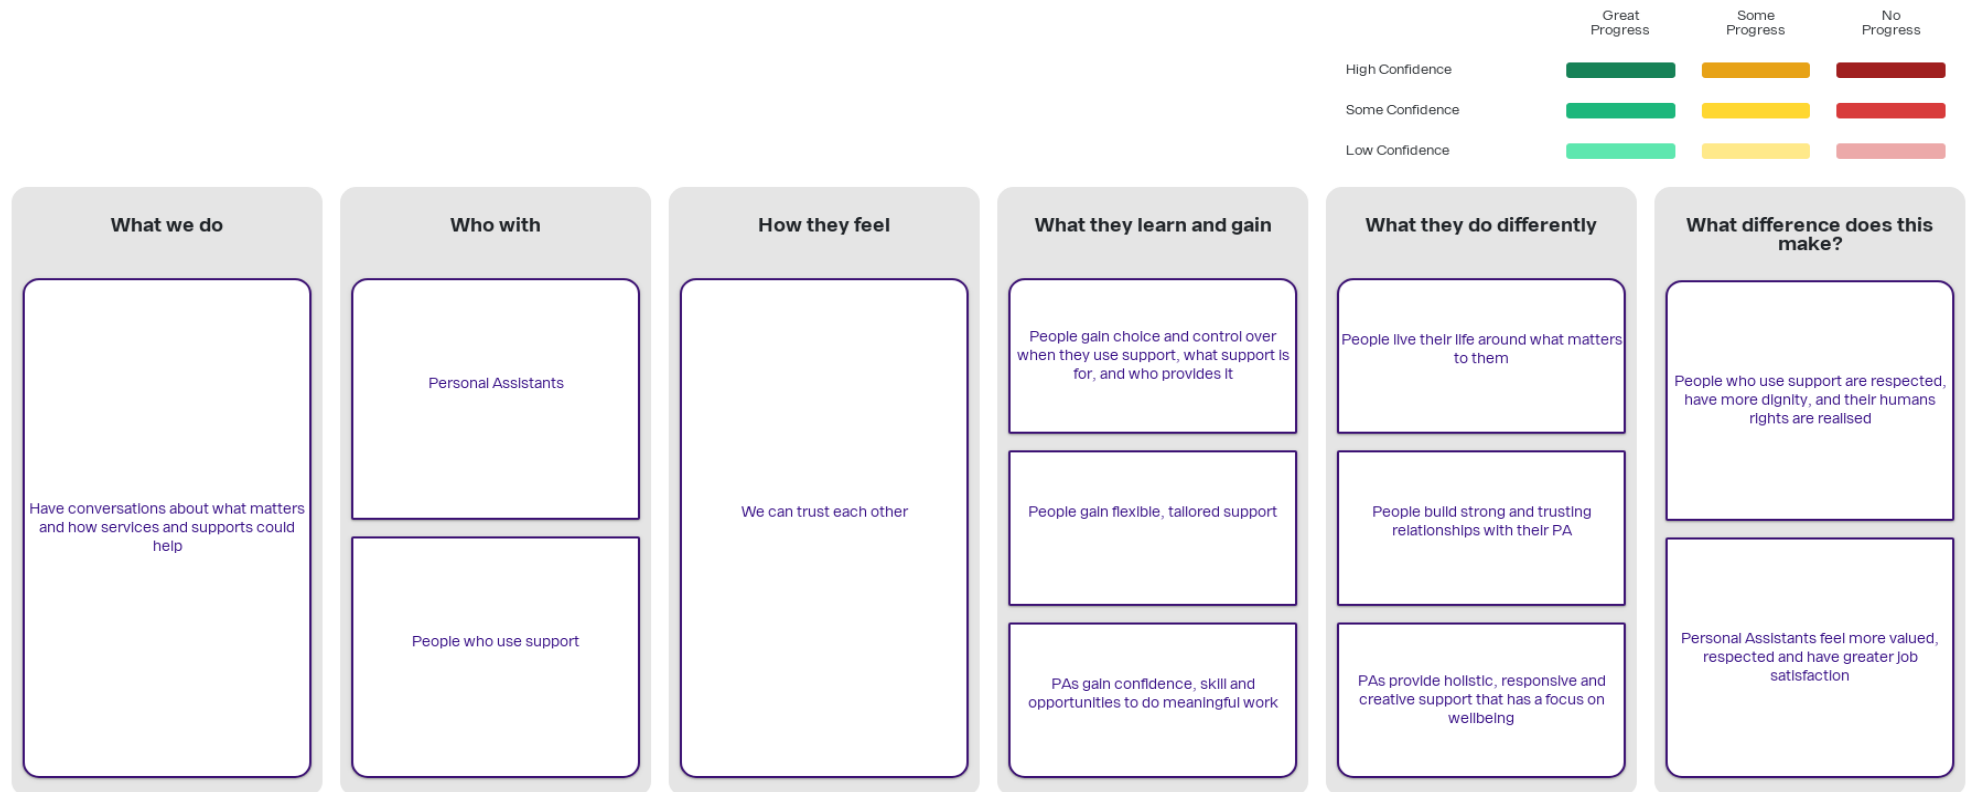 Great
Progress
Some
Progress
No
Progress
High Confidence
Some Confidence
Low Confidence
What we do
Have conversations about what matters
and how services and supports could
help
Who with
Personal Assistants
People who use support
How they feel
We can trust each other
What they learn and gain
People gain choice and control over
when they use support, what support is
for, and who provides it
People gain flexible, tailored support
PAs gain confidence, skill and
opportunities to do meaningful work
What they do differently
People live their life around what matters
to them
People build strong and trusting
relationships with their PA
PAs provide holistic, responsive and
creative support that has a focus on
wellbeing
What difference does this
make?
People who use support are respected,
have more dignity, and their humans
rights are realised
Personal Assistants feel more valued,
respected and have greater job
satisfaction